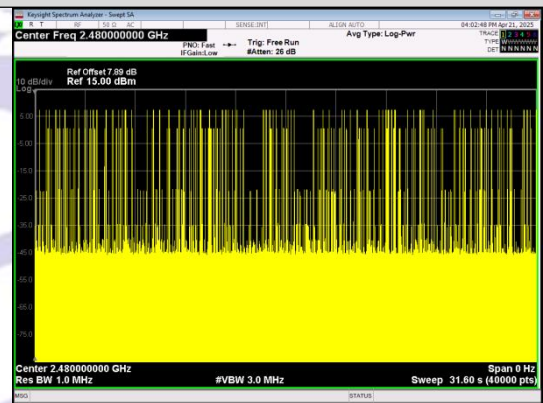 Keysight Spectrum Analyzer - Swept SA
R T RF 50 Ω AC SENSE:INT ALIGN AUTO 04:02:48 PM Apr 21, 2025
Center Freq 2.480000000 GHz
PNO: Fast
IFGain:Low
Trig: Free Run
#Atten: 26 dB
Avg Type: Log-Pwr
TRACE 1 2 3 4 5 6
TYPE
DET N N N N N N
Ref Offset 7.89 dB
10 dB/div Ref 15.00 dBm
Log
5.00
-5.00
-15.0
-25.0
-35.0
-45.0
-55.0
-65.0
-75.0
Center 2.480000000 GHz Span 0 Hz
Res BW 1.0 MHz #VBW 3.0 MHz Sweep 31.60 s (40000 pts)
MSG STATUS